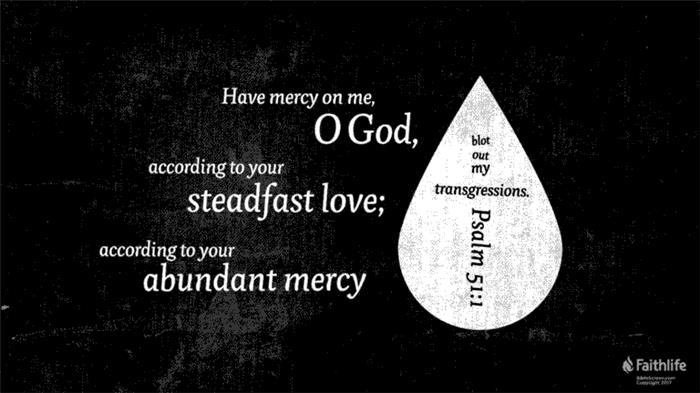 Have mercy on me,
O God,
according to your
steadfast love;
according to your
abundant mercy
blot
out
my
transgressions.
Psalm 51:1
Faithlife